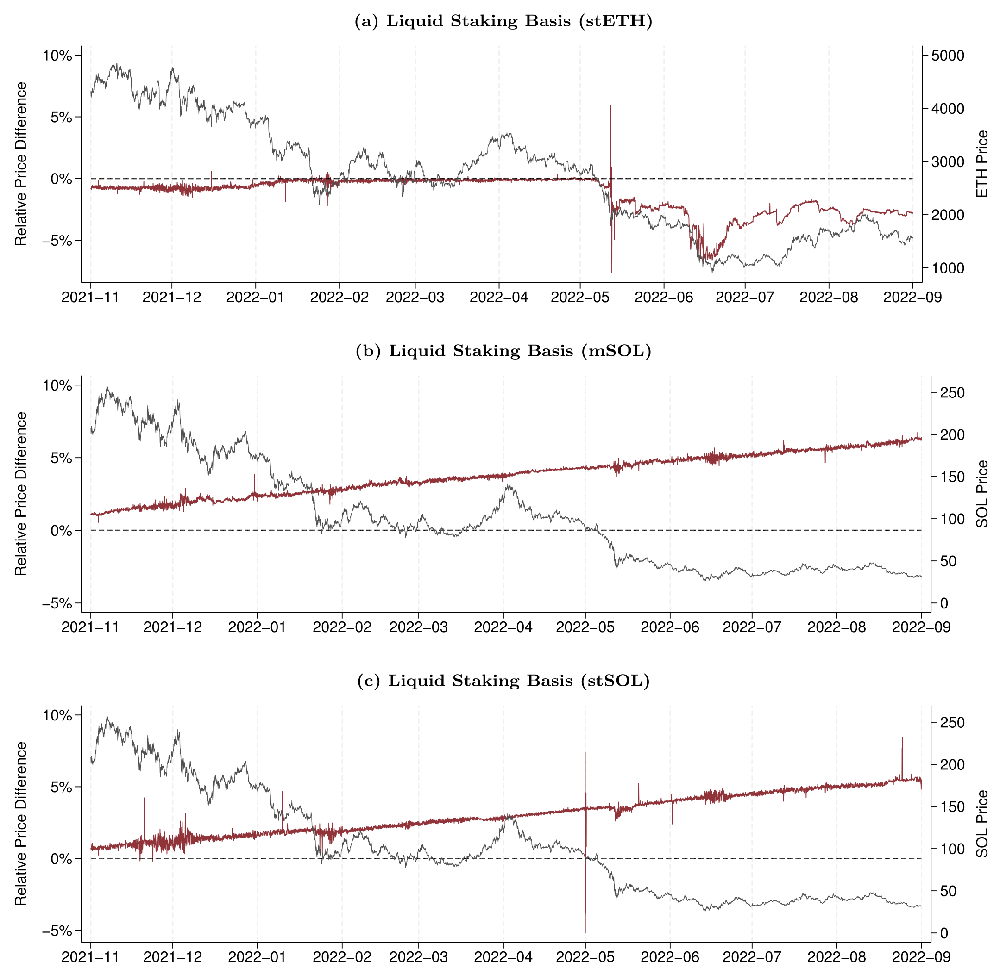 (a) Liquid Staking Basis (stETH)
Relative Price Difference
10%
5%
0%
−5%
5000
4000
3000
2000
1000
ETH Price
2021−11 2021−12 2022−01 2022−02 2022−03 2022−04 2022−05 2022−06 2022−07 2022−08 2022−09
(b) Liquid Staking Basis (mSOL)
Relative Price Difference
10%
5%
0%
−5%
250
200
150
100
50
0
SOL Price
2021−11 2021−12 2022−01 2022−02 2022−03 2022−04 2022−05 2022−06 2022−07 2022−08 2022−09
(c) Liquid Staking Basis (stSOL)
Relative Price Difference
10%
5%
0%
−5%
250
200
150
100
50
0
SOL Price
2021−11 2021−12 2022−01 2022−02 2022−03 2022−04 2022−05 2022−06 2022−07 2022−08 2022−09